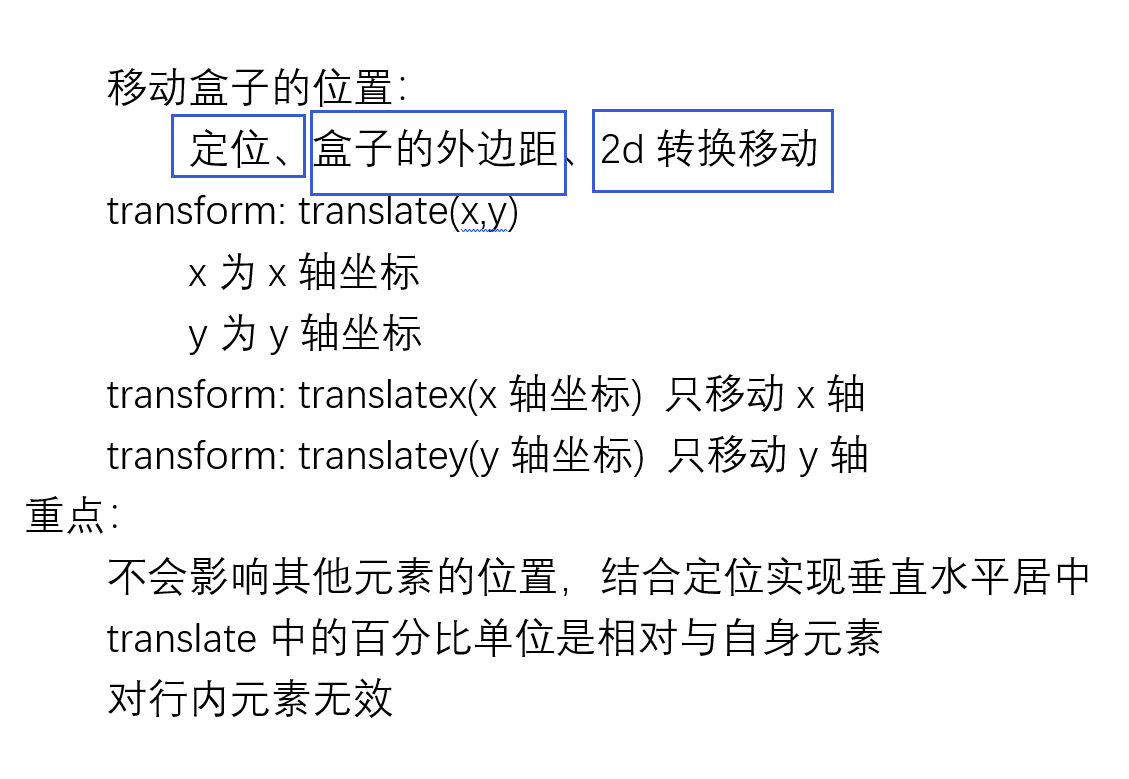 移动盒子的位置：
定位、盒子的外边距、2d 转换移动
transform: translate(x,y)
x 为 x 轴坐标
y 为 y 轴坐标
transform: translatex(x 轴坐标) 只移动 x 轴
transform: translatey(y 轴坐标) 只移动 y 轴
重点：
不会影响其他元素的位置，结合定位实现垂直水平居中
translate 中的百分比单位是相对与自身元素
对行内元素无效